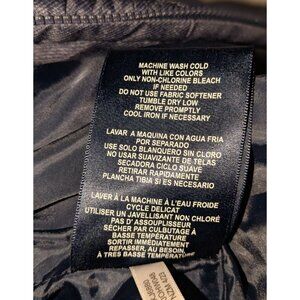 MACHINE WASH COLD
WITH LIKE COLORS
ONLY NON-CHLORINE BLEACH
IF NEEDED
DO NOT USE FABRIC SOFTENER
TUMBLE DRY LOW
REMOVE PROMPTLY
COOL IRON IF NECESSARY
LAVAR A MAQUINA CON AGUA FRIA
POR SEPARADO
USE SOLO BLANQUERO SIN CLORO
NO USAR SUAVIZANTE DE TELAS
SECADORA CICLO SUAVE
RETIRAR RAPIDAMENTE
PLANCHA TIBIA SI ES NECESARIO
LAVER À LA MACHINE À L'EAU FROIDE
CYCLE DELICAT
UTILISER UN JAVELLISANT NON CHLORÉ
PAS D' ASSOUPLISSEUR
SÉCHER PAR CULBUTAGE À
BASSE TEMPÉRATURE
SORTIR IMMÉDIATEMENT
REPASSER, AU BESOIN,
À TRES BASSE TEMPÉRATURE